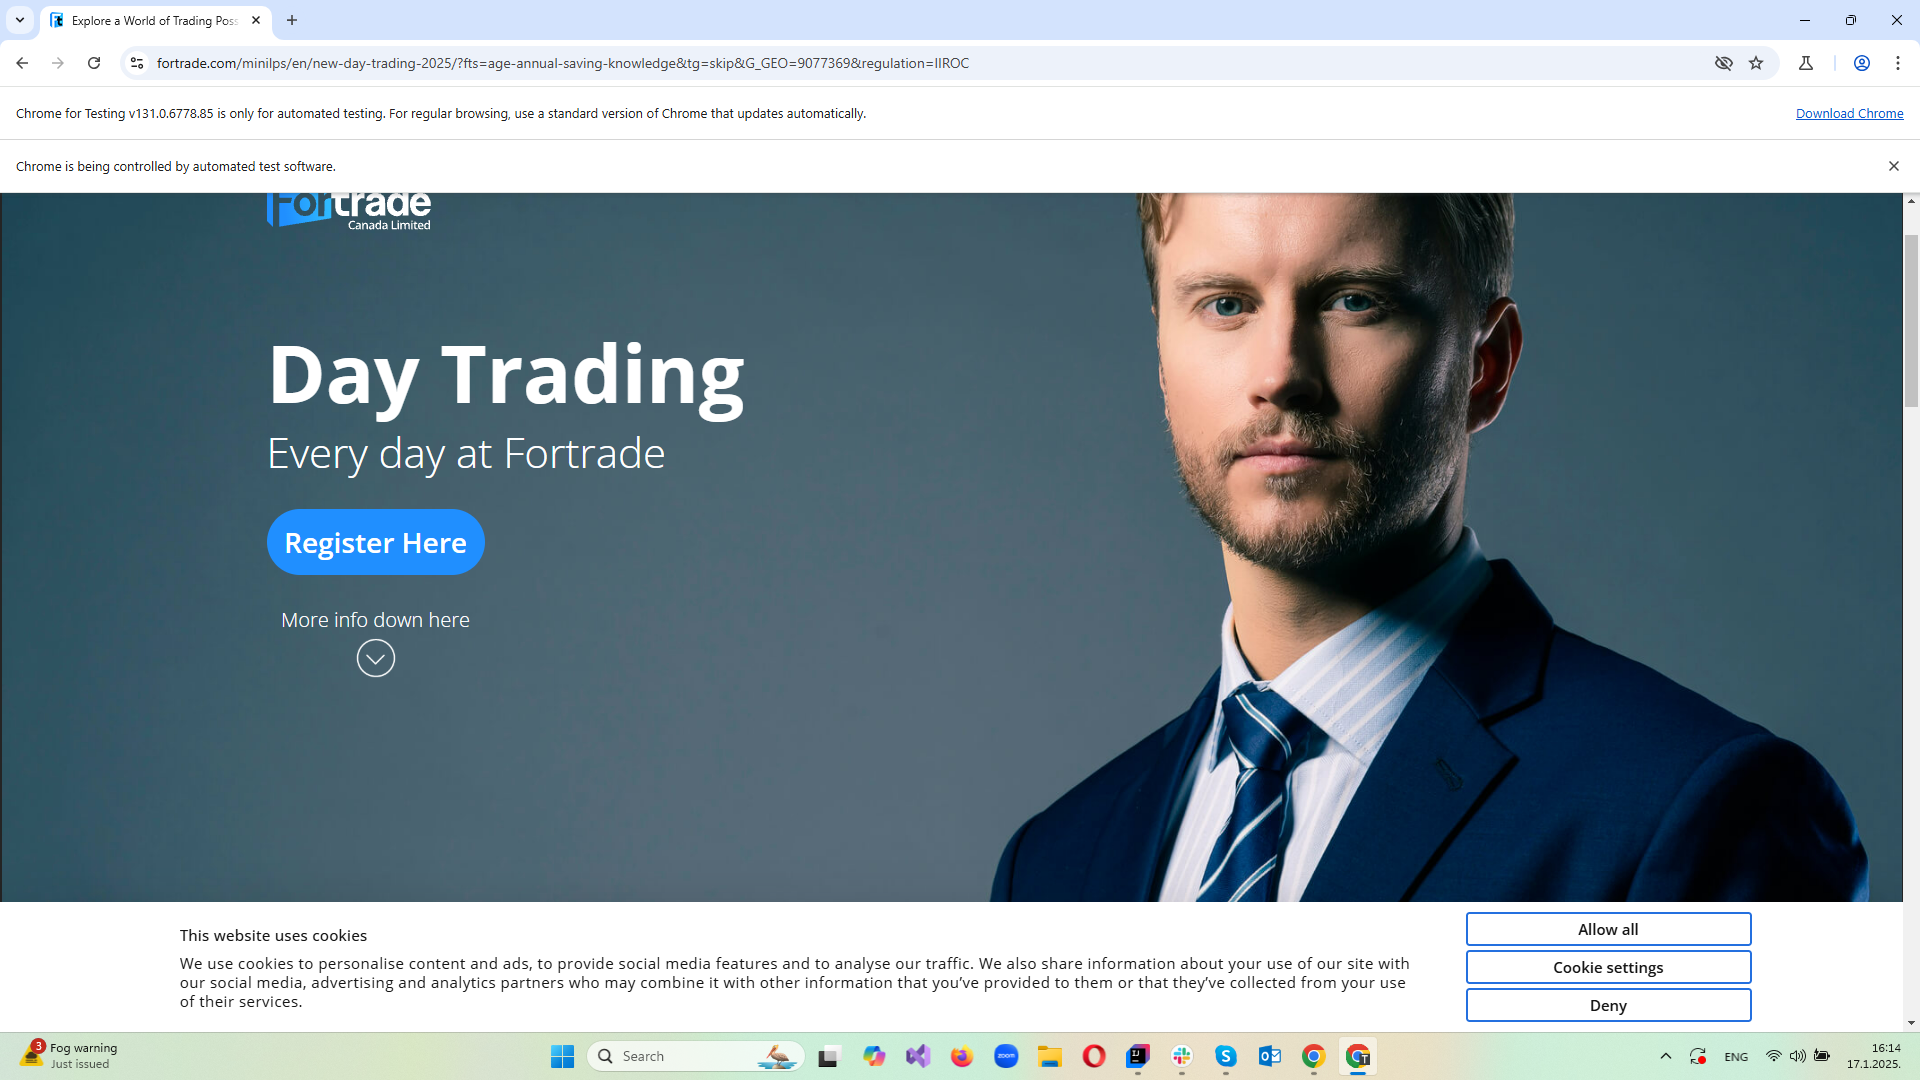 Explore a World of Trading Poss
fortrade.com/minilps/en/new-day-trading-2025/?fts=age-annual-saving-knowledge&tg=skip&G_GEO=9077369&regulation=IIROC
Chrome for Testing v131.0.6778.85 is only for automated testing. For regular browsing, use a standard version of Chrome that updates automatically.
Download Chrome
Chrome is being controlled by automated test software.
Fortrade
Canada Limited
Day Trading
Every day at Fortrade
Register Here
More info down here
This website uses cookies
We use cookies to personalise content and ads, to provide social media features and to analyse our traffic. We also share information about your use of our site with
our social media, advertising and analytics partners who may combine it with other information that you’ve provided to them or that they’ve collected from your use
of their services.
Allow all
Cookie settings
Deny
3
Fog warning
Just issued
Search
zoom
ENG
16:14
17.1.2025.